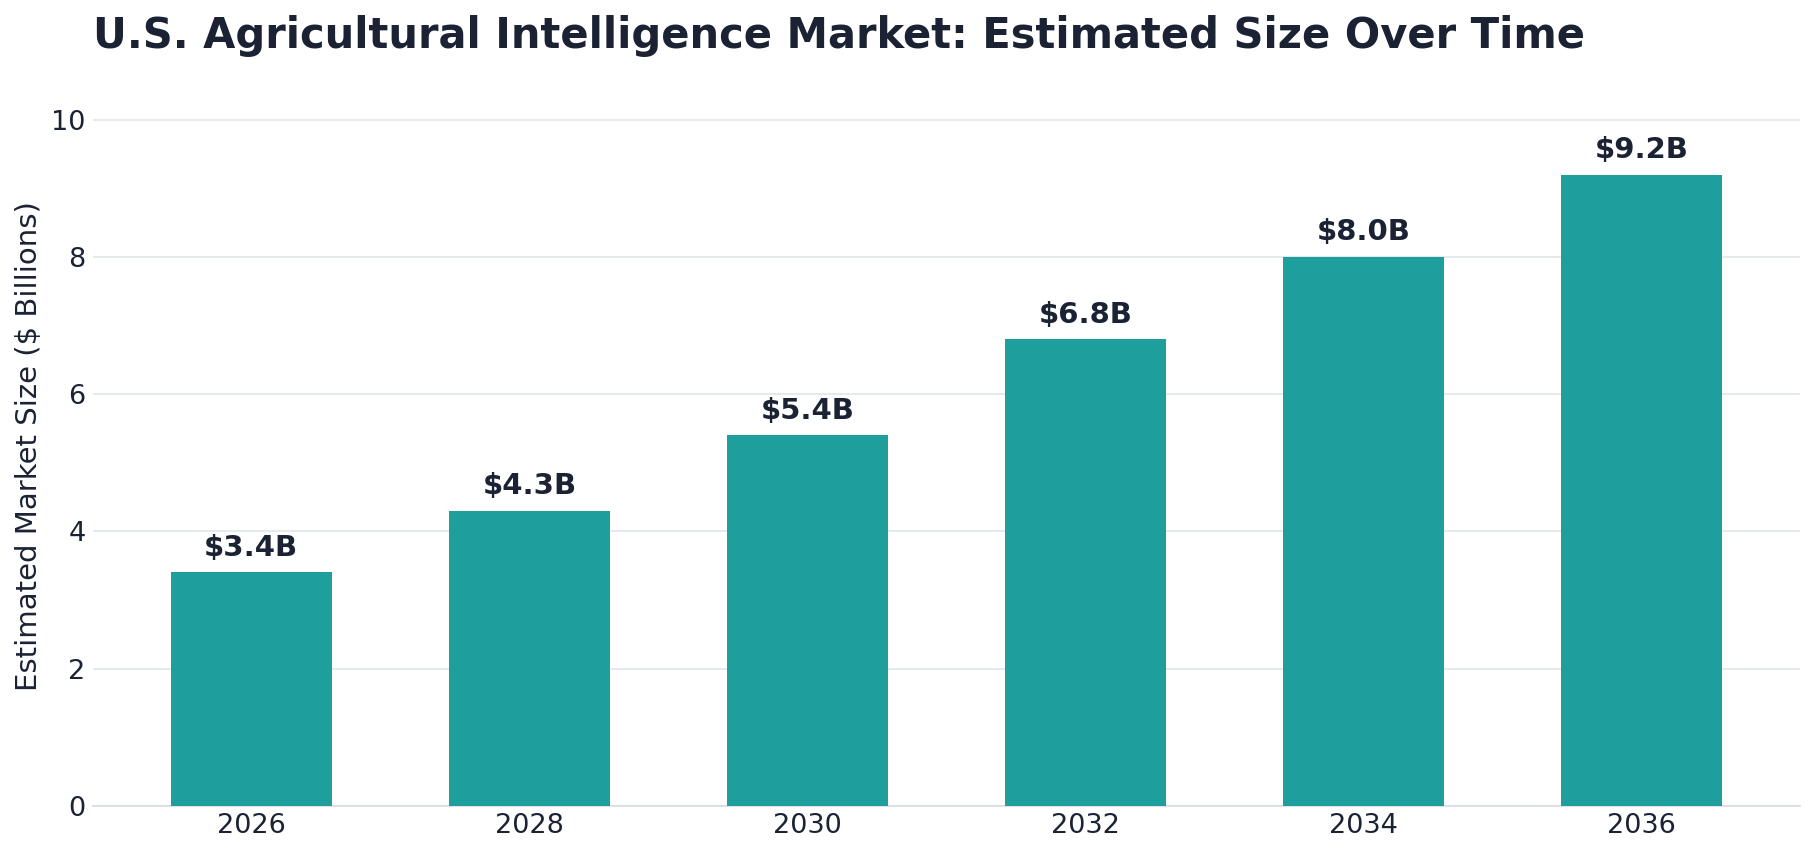 U.S. Agricultural Intelligence Market: Estimated Size Over Time
Estimated Market Size ($ Billions)
10
8
6
4
2
0
$3.4B
$4.3B
$5.4B
$6.8B
$8.0B
$9.2B
2026
2028
2030
2032
2034
2036